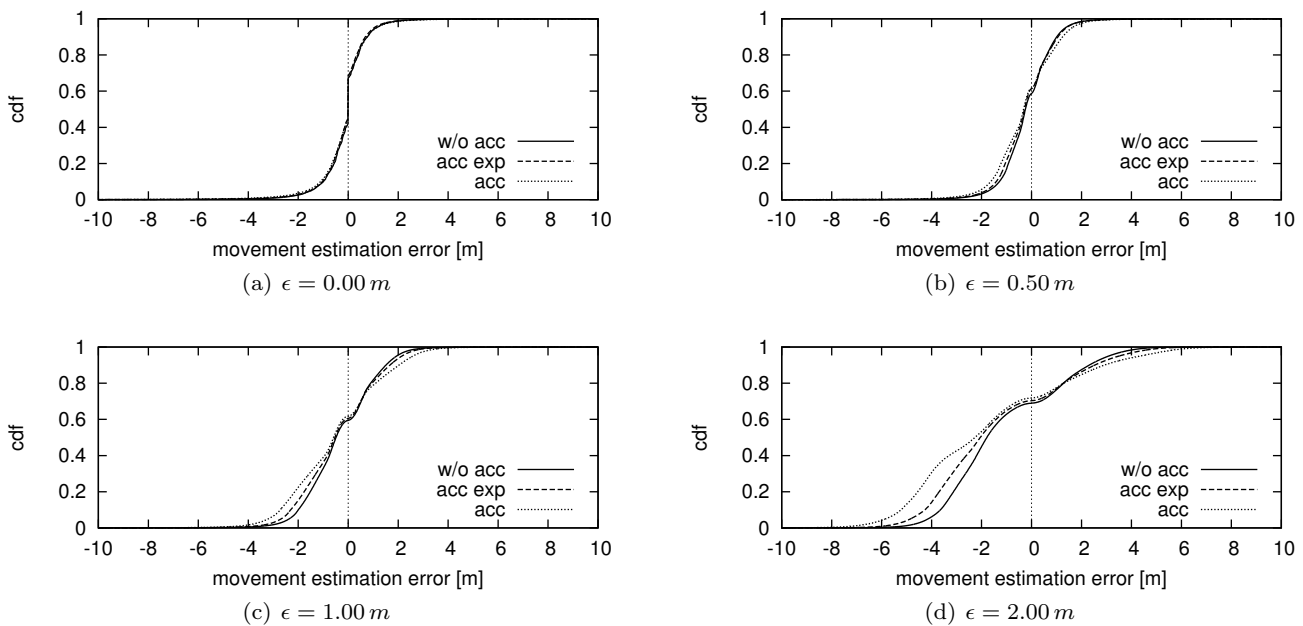 1
0.8
0.6
0.4
0.2
0
cdf
w/o acc
acc exp
acc
-10 -8 -6 -4 -2 0 2 4 6 8 10
movement estimation error [m]
(a) ϵ = 0.00 m
1
0.8
0.6
0.4
0.2
0
cdf
w/o acc
acc exp
acc
-10 -8 -6 -4 -2 0 2 4 6 8 10
movement estimation error [m]
(b) ϵ = 0.50 m
1
0.8
0.6
0.4
0.2
0
cdf
w/o acc
acc exp
acc
-10 -8 -6 -4 -2 0 2 4 6 8 10
movement estimation error [m]
(c) ϵ = 1.00 m
1
0.8
0.6
0.4
0.2
0
cdf
w/o acc
acc exp
acc
-10 -8 -6 -4 -2 0 2 4 6 8 10
movement estimation error [m]
(d) ϵ = 2.00 m